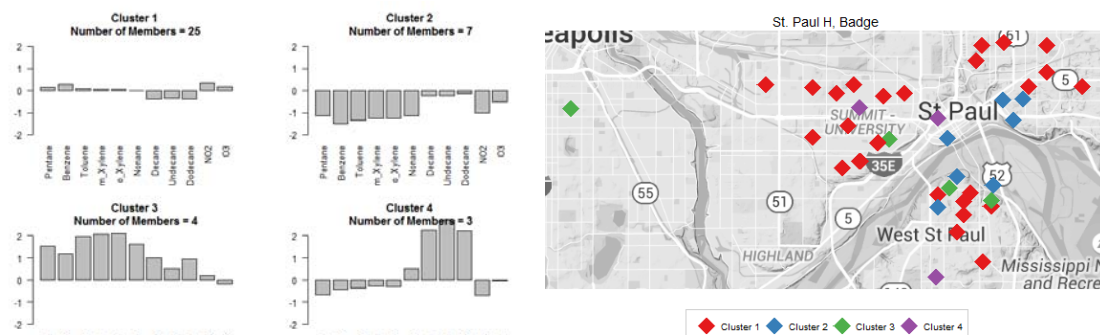 Cluster 1
Number of Members = 25
2
1
0
-1
-2
Pentane
Benzene
Toluene
m_Xylene
o_Xylene
Nonane
Decane
Undecane
Dodecane
NO2
O3
Cluster 2
Number of Members = 7
2
1
0
-1
-2
Pentane
Benzene
Toluene
m_Xylene
o_Xylene
Nonane
Decane
Undecane
Dodecane
NO2
O3
Cluster 3
Number of Members = 4
2
1
0
-1
-2
Cluster 4
Number of Members = 3
2
1
0
-1
-2
St. Paul H, Badge
eapolis
61
5
St Paul
SUMMIT -
UNIVERSITY
35E
52
55
51
5
West St Paul
HIGHLAND
Mississippi N
and Recre
Cluster 1 Cluster 2 Cluster 3 Cluster 4